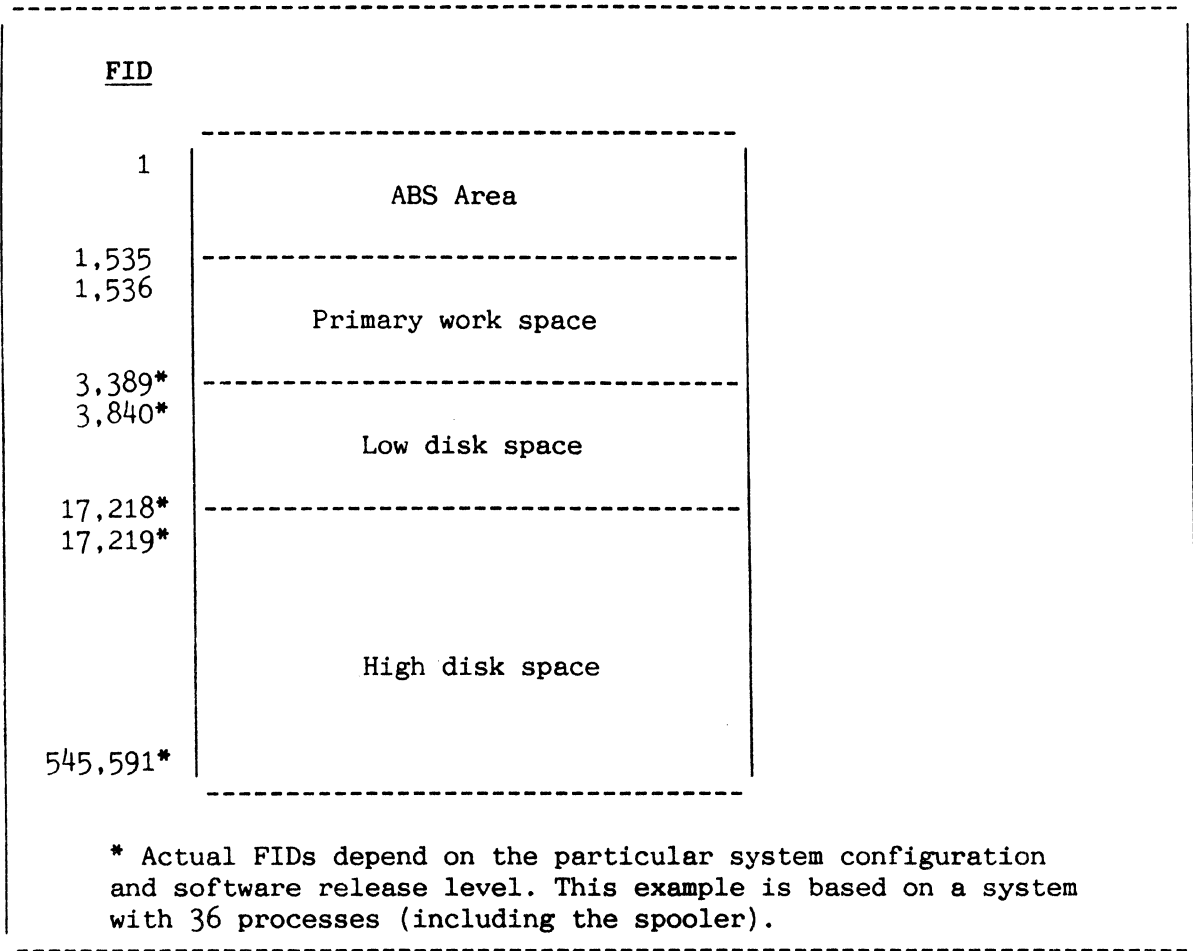 FID
1
ABS Area
1,535
1,536
Primary work space
3,389*
3,840*
Low disk space
17,218*
17,219*
High disk space
545,591*
* Actual FIDs depend on the particular system configuration
and software release level. This example is based on a system
with 36 processes (including the spooler).